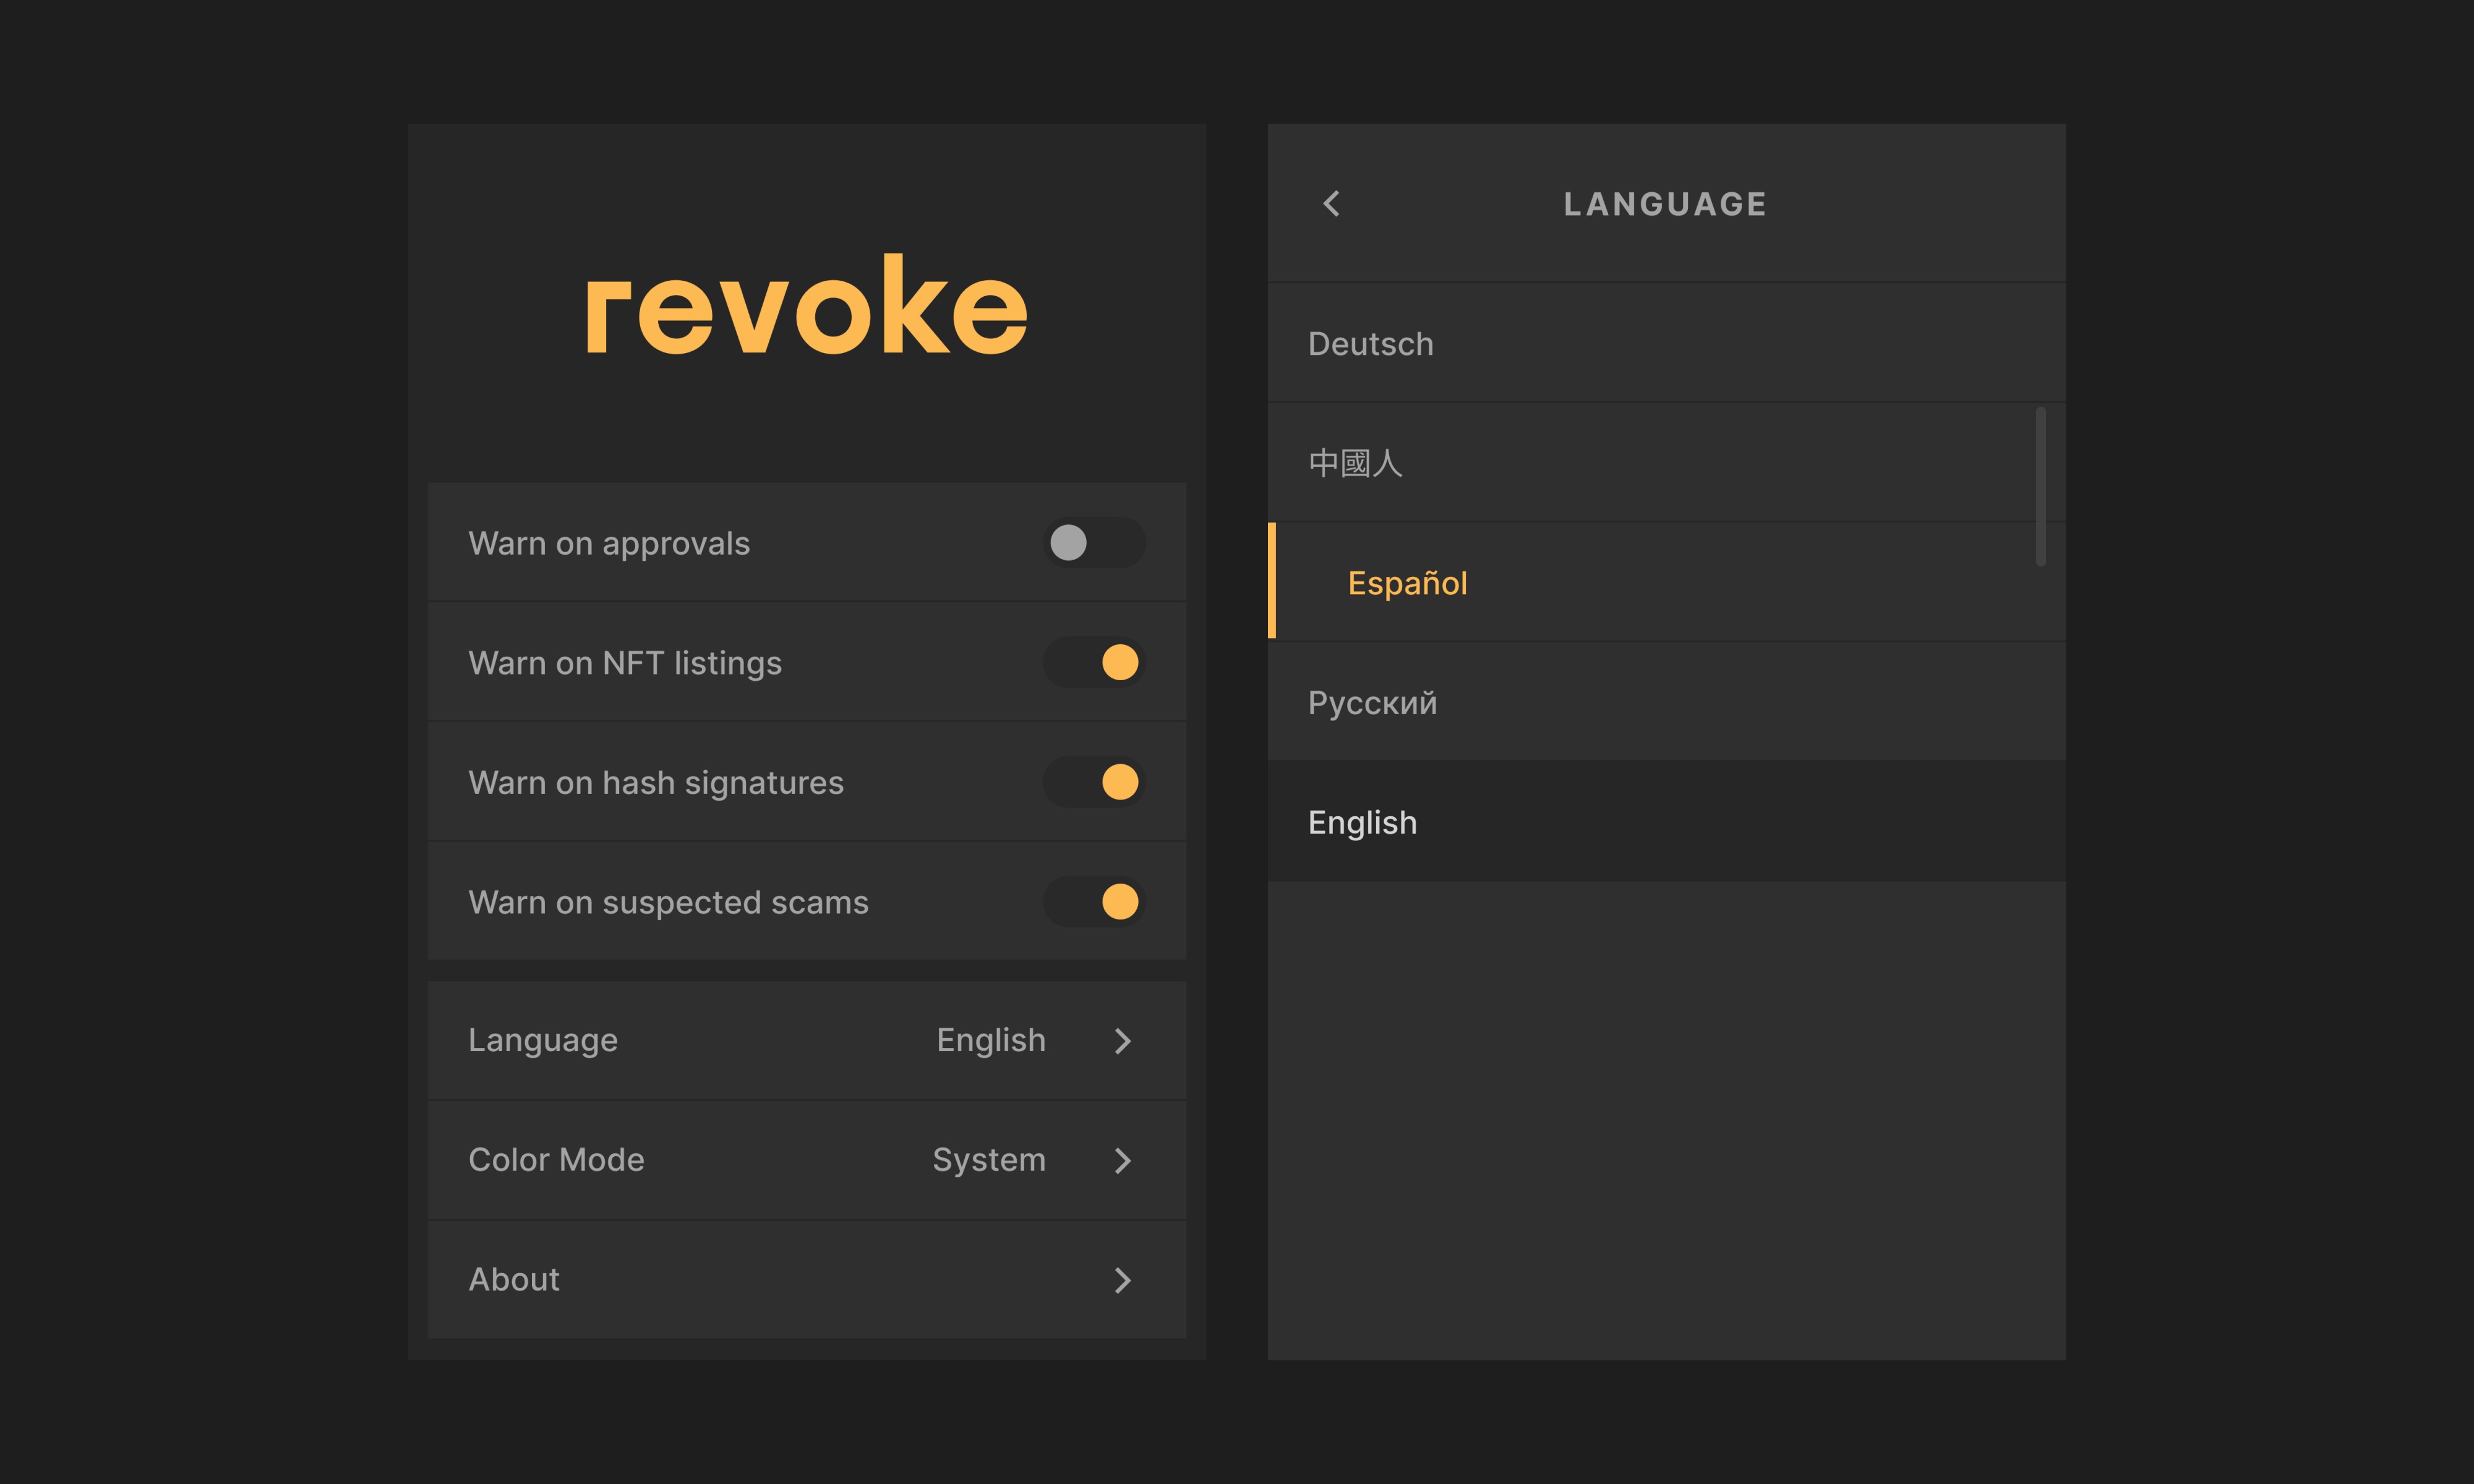 revoke
Warn on approvals
Warn on NFT listings
Warn on hash signatures
Warn on suspected scams
Language English
Color Mode System
About
LANGUAGE
Deutsch
中國人
Español
Русский
English